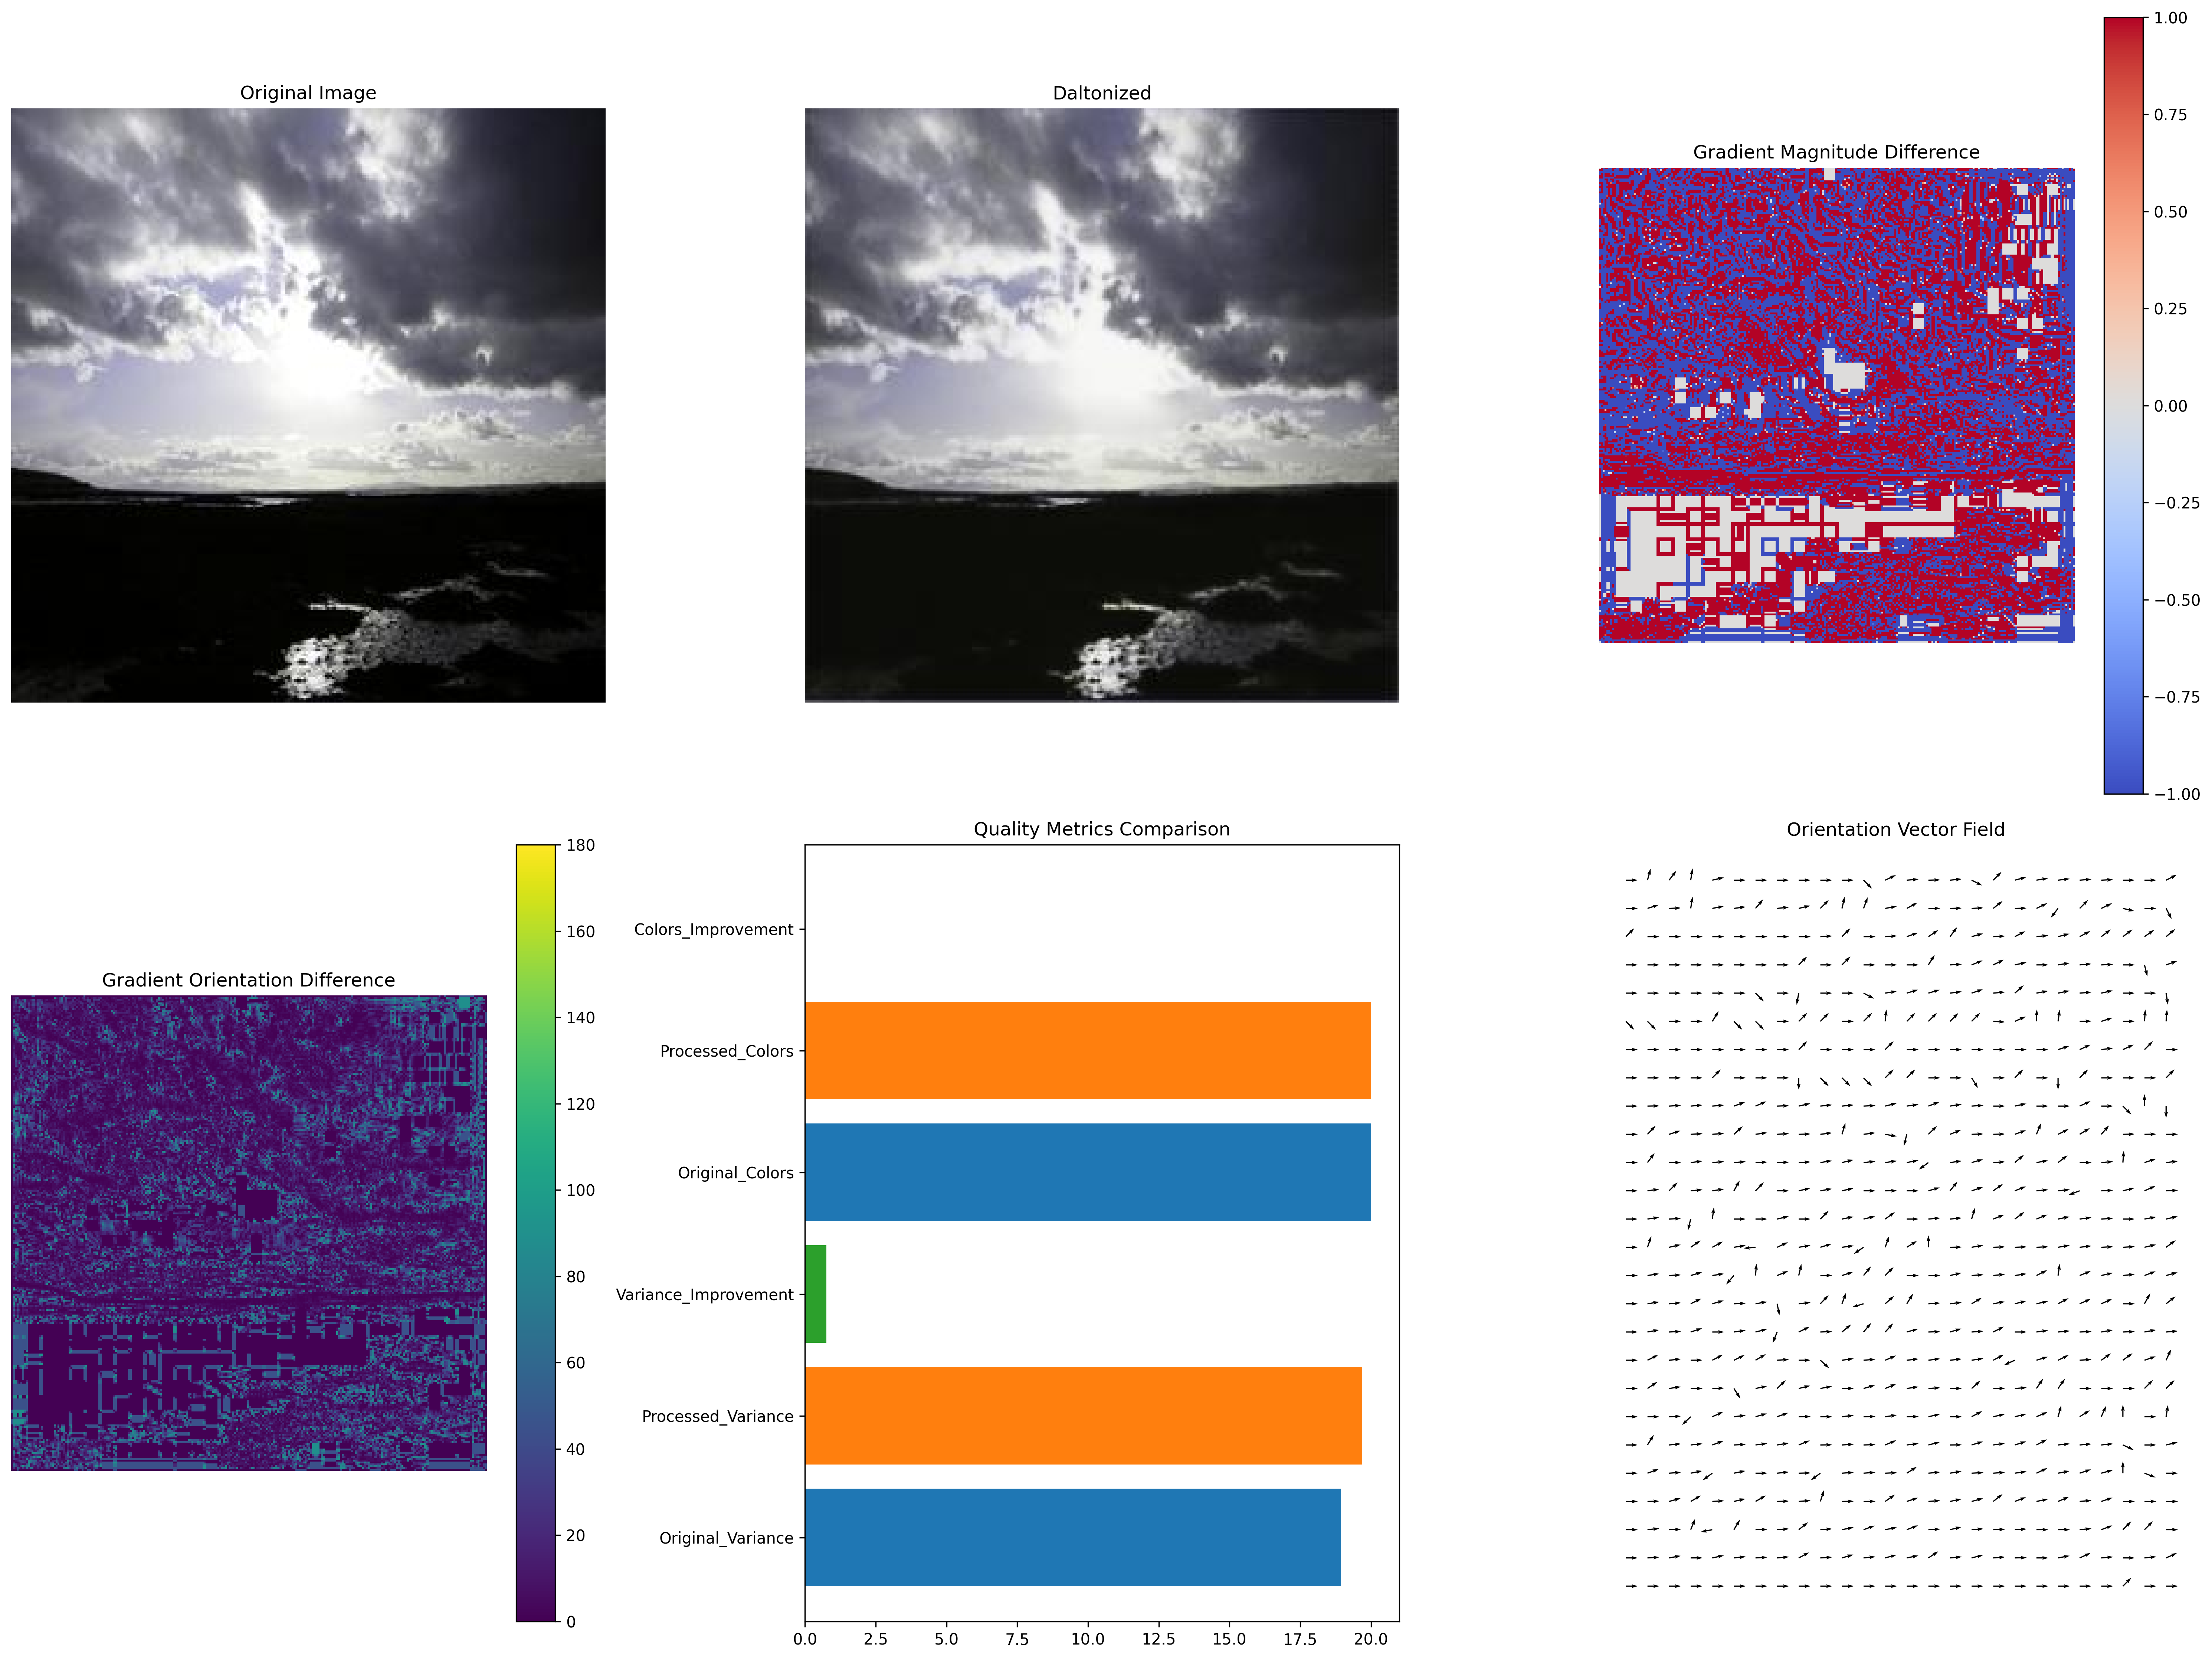 Original Image
Daltonized
Gradient Magnitude Difference
1.00
0.75
0.50
0.25
0.00
−0.25
−0.50
−0.75
−1.00
Gradient Orientation Difference
180
160
140
120
100
80
60
40
20
0
Quality Metrics Comparison
Colors_Improvement
Processed_Colors
Original_Colors
Variance_Improvement
Processed_Variance
Original_Variance
0.0 2.5 5.0 7.5 10.0 12.5 15.0 17.5 20.0
Orientation Vector Field